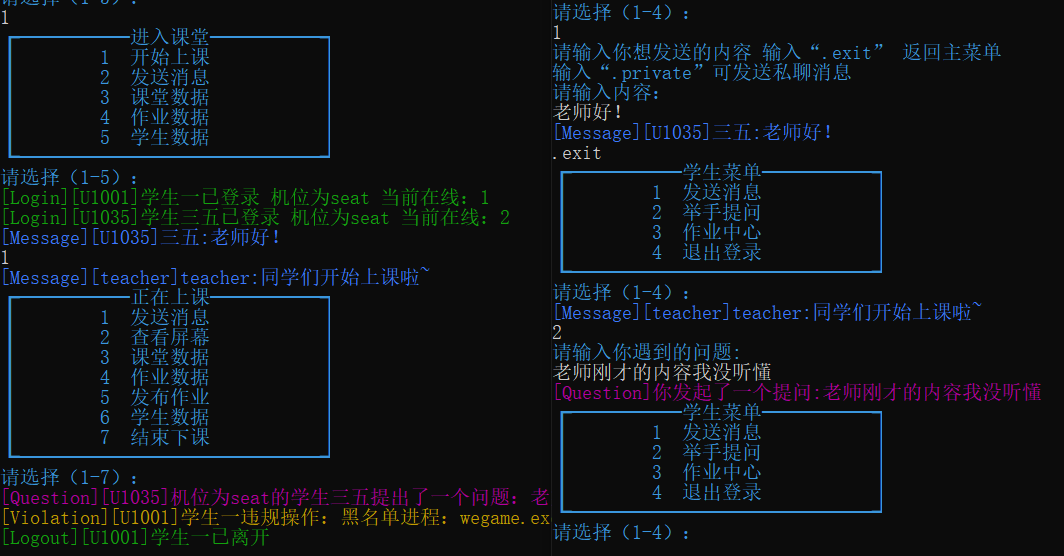 1
进入课堂
1 开始上课
2 发送消息
3 课堂数据
4 作业数据
5 学生数据
请选择（1-5）：
[Login][U1001]学生一已登录 机位为seat 当前在线：1
[Login][U1035]学生三五已登录 机位为seat 当前在线：2
[Message][U1035]三五:老师好！
1
[Message][teacher]teacher:同学们开始上课啦~
正在上课
1 发送消息
2 查看屏幕
3 课堂数据
4 作业数据
5 发布作业
6 学生数据
7 结束下课
请选择（1-7）：
[Question][U1035]机位为seat的学生三五提出了一个问题：老
[Violation][U1001]学生一违规操作：黑名单进程：wegame.ex
[Logout][U1001]学生一已离开
请选择（1-4）：
1
请输入你想发送的内容 输入“.exit” 返回主菜单
输入“.private”可发送私聊消息
请输入内容：
老师好！
[Message][U1035]三五:老师好！
.exit
学生菜单
1 发送消息
2 举手提问
3 作业中心
4 退出登录
请选择（1-4）：
[Message][teacher]teacher:同学们开始上课啦~
2
请输入你遇到的问题：
老师刚才的内容我没听懂
[Question]你发起了一个提问:老师刚才的内容我没听懂
学生菜单
1 发送消息
2 举手提问
3 作业中心
4 退出登录
请选择（1-4）：